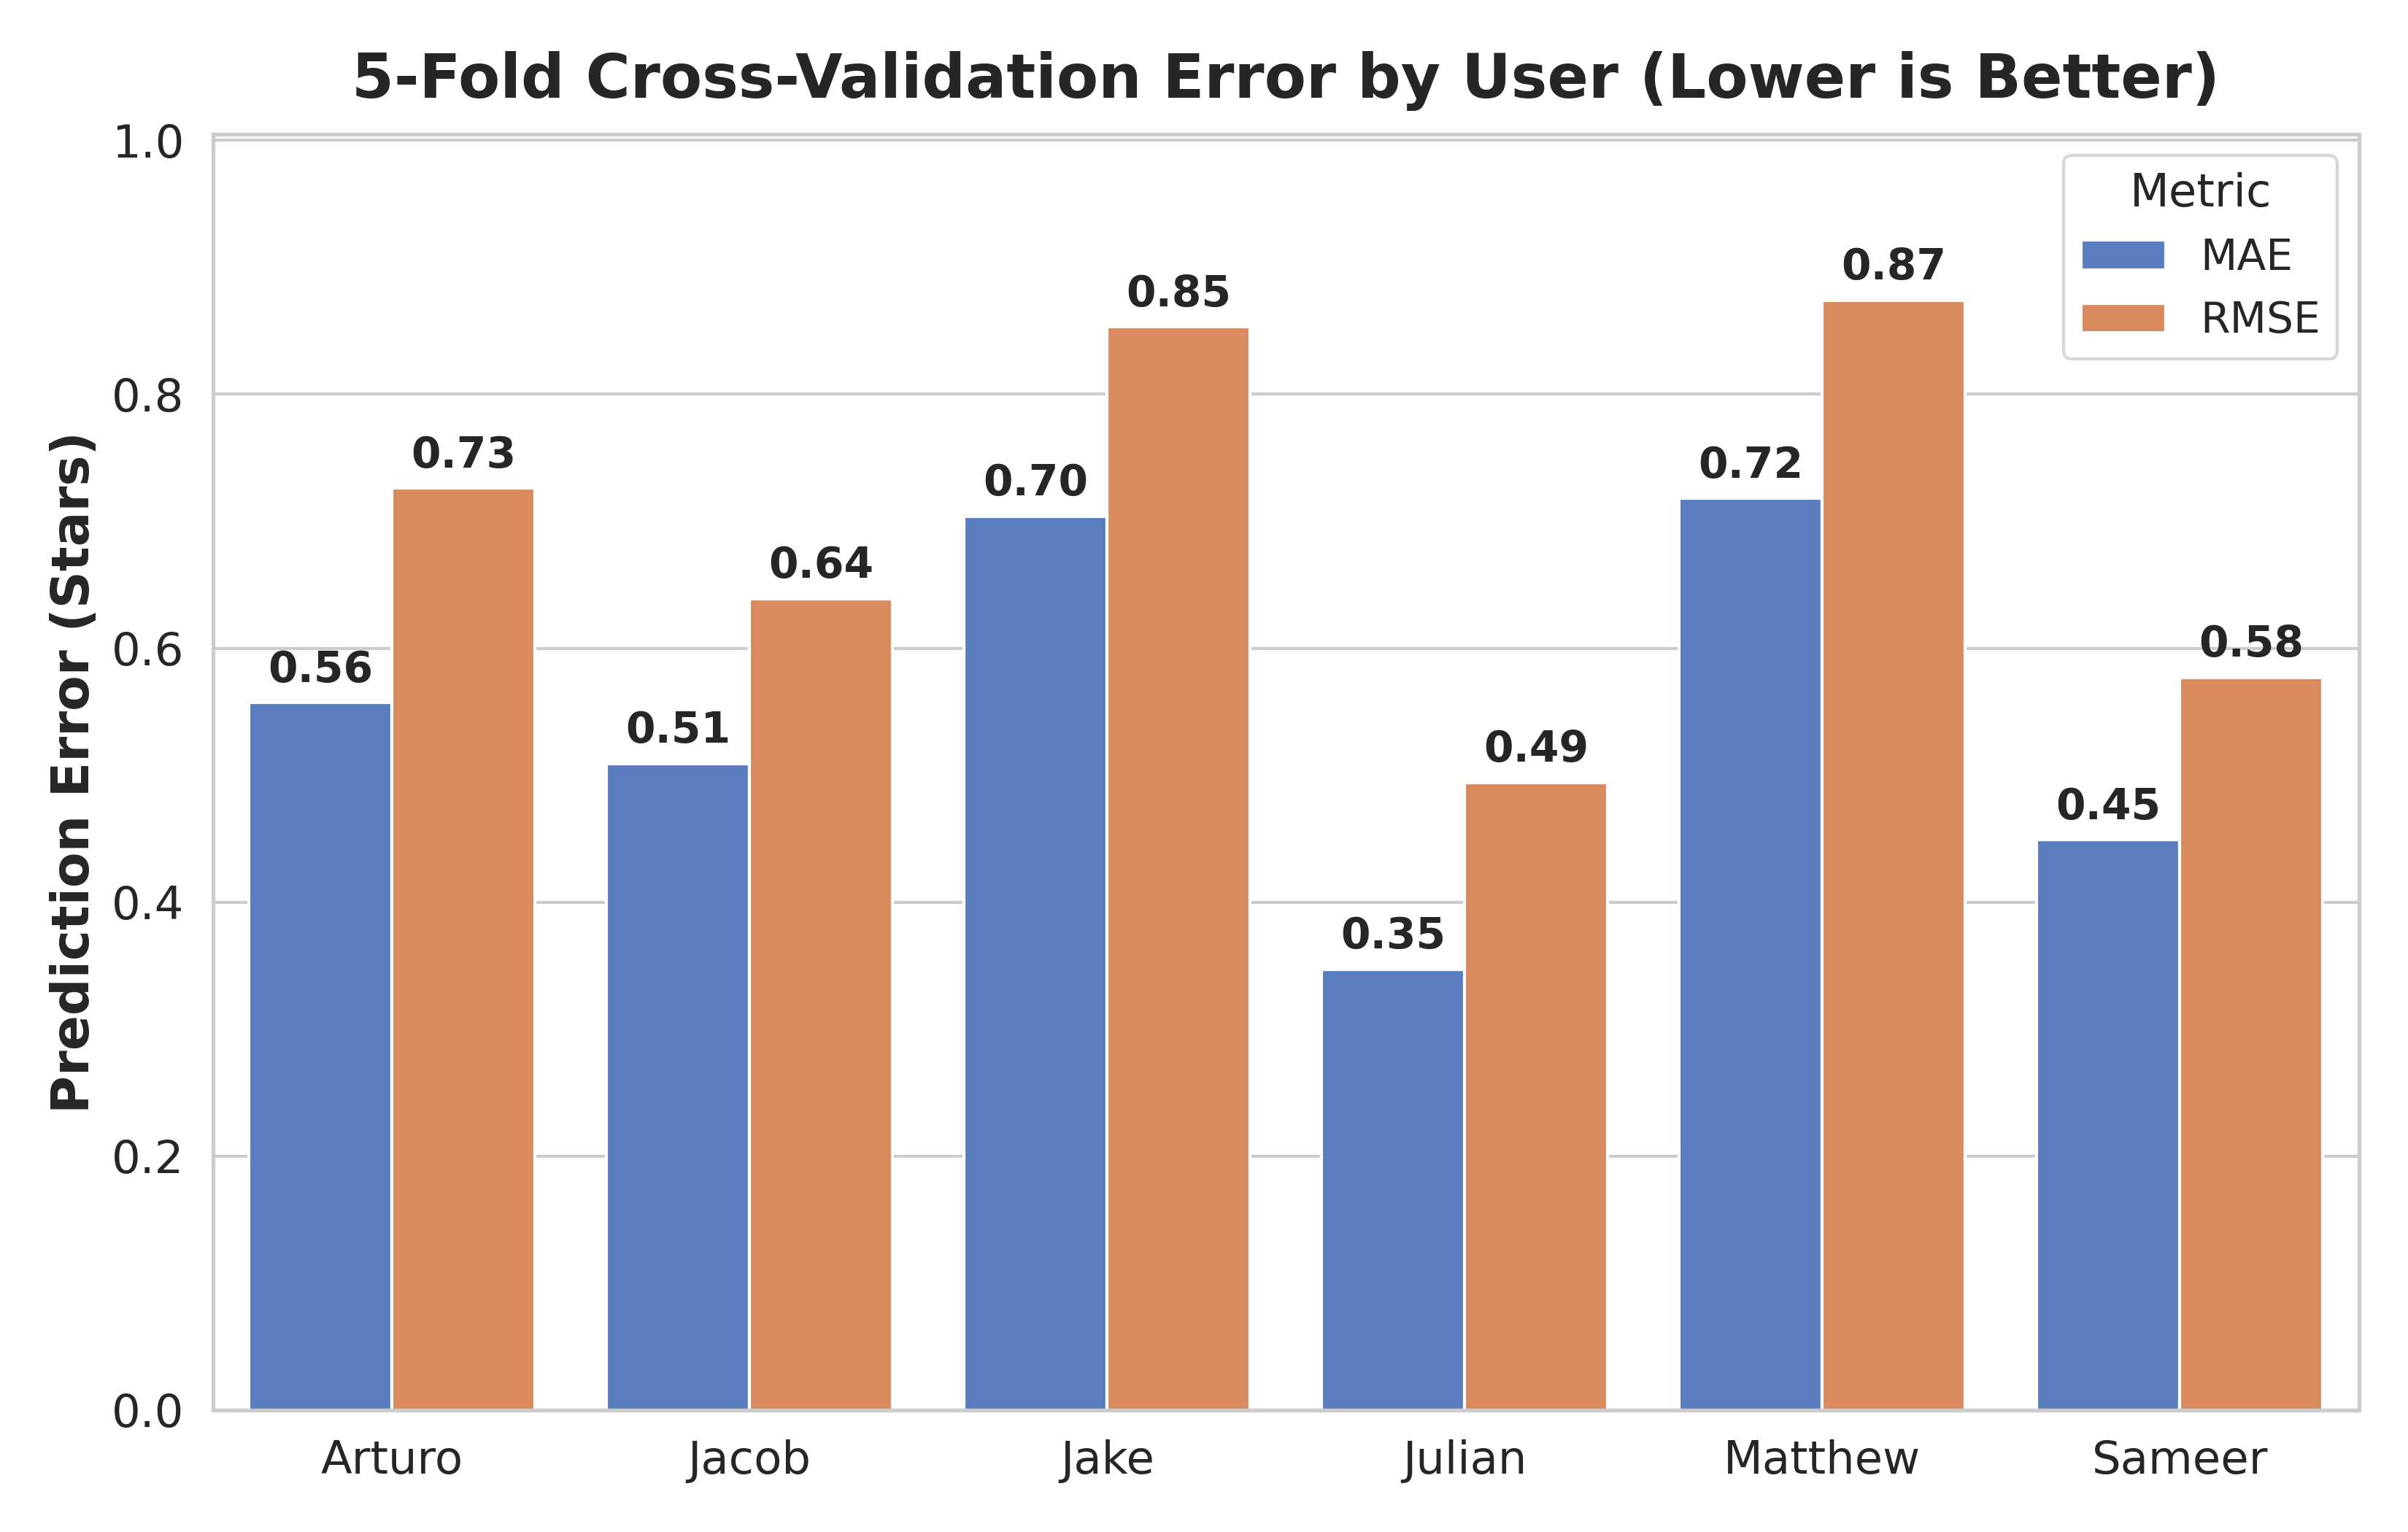 5-Fold Cross-Validation Error by User (Lower is Better)
Prediction Error (Stars)
1.0
0.8
0.6
0.4
0.2
0.0
Metric
MAE
RMSE
0.56
0.73
0.51
0.64
0.70
0.85
0.35
0.49
0.72
0.87
0.45
0.58
Arturo
Jacob
Jake
Julian
Matthew
Sameer